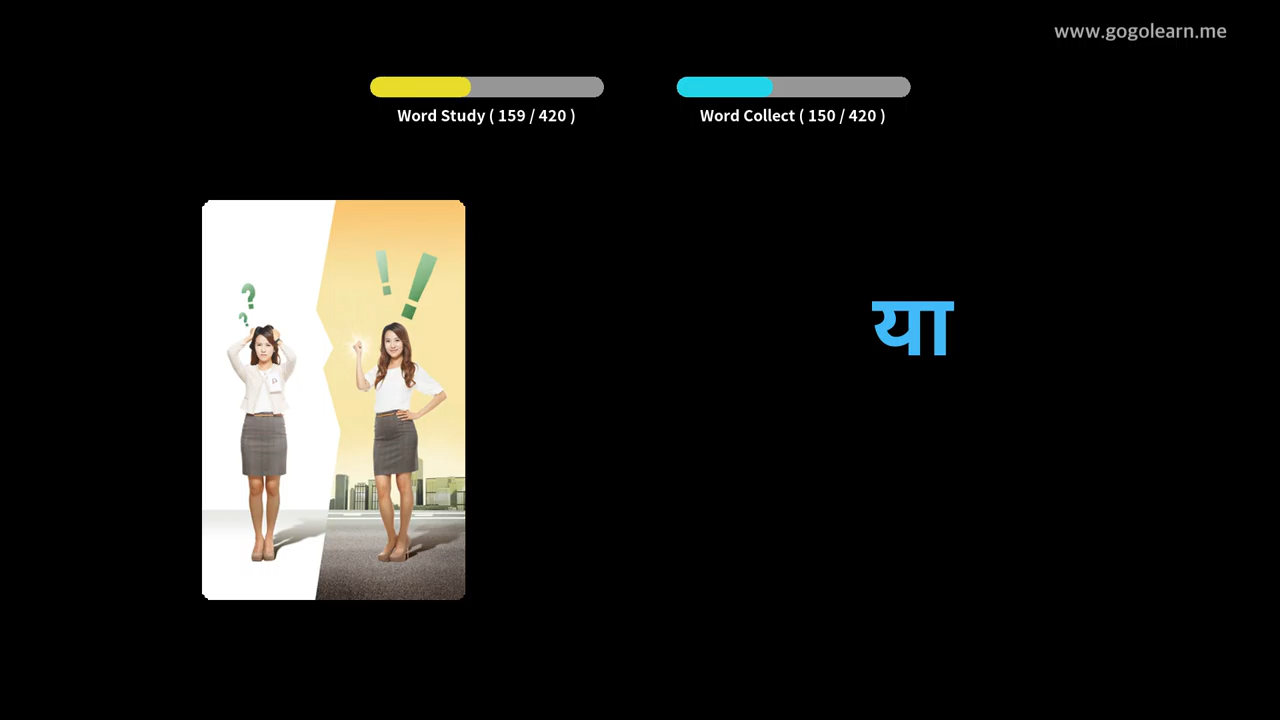 www.gogolearn.me
Word Study ( 159 / 420 )
Word Collect ( 150 / 420 )
? ? ! !
या